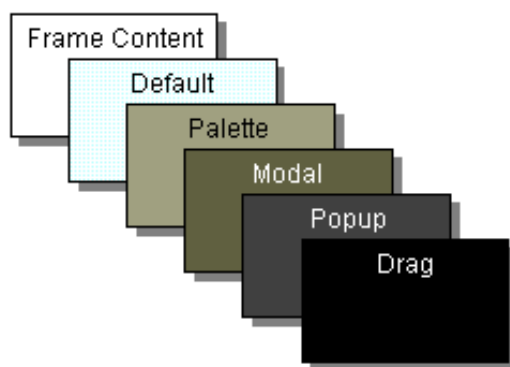 Frame Content
Default
Palette
Modal
Popup
Drag